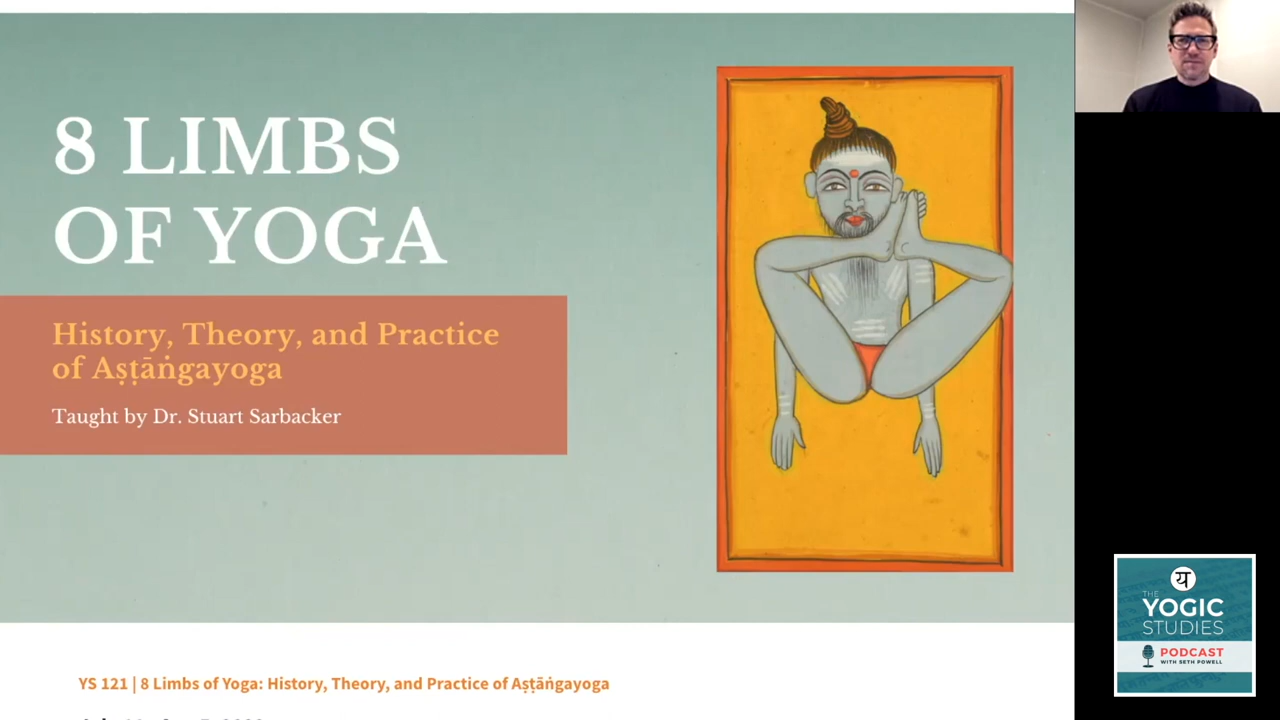 8 LIMBS
OF YOGA
History, Theory, and Practice
of Aṣṭāṅgayoga
Taught by Dr. Stuart Sarbacker
YS 121 | 8 Limbs of Yoga: History, Theory, and Practice of Aṣṭāṅgayoga
य
THE
YOGIC
STUDIES
PODCAST
WITH SETH POWELL